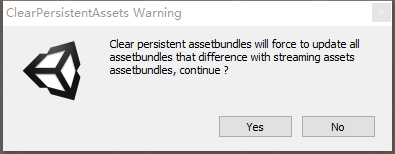 ClearPersistentAssets Warning
Clear persistent assetbundles will force to update all
assetbundles that difference with streaming assets
assetbundles, continue ?
Yes No